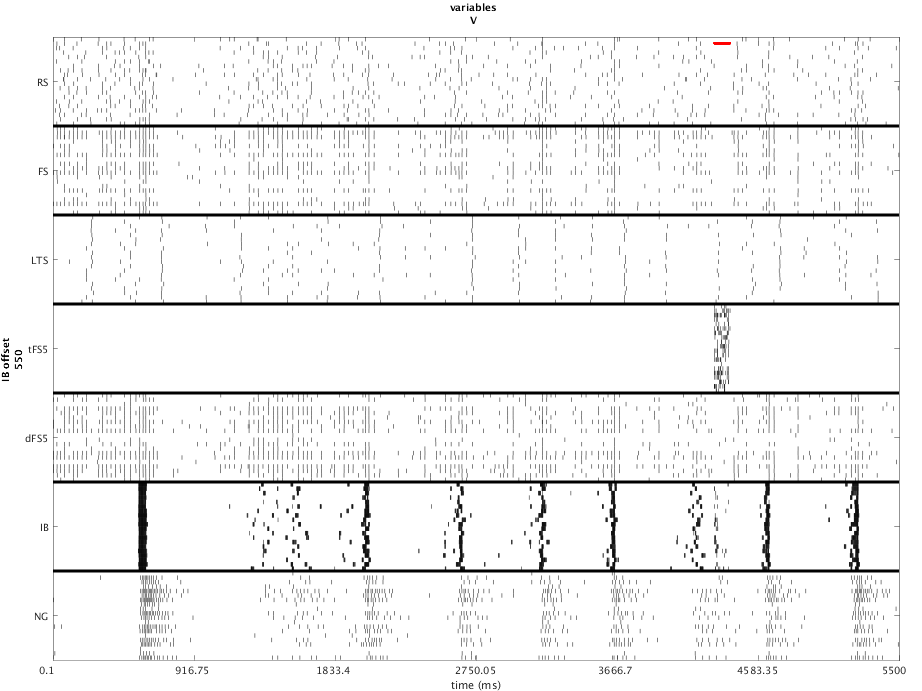 variables
V
RS
FS
LTS
tFS5
dFS5
IB
NG
IB offset
550
0.1 916.75 1833.4 2750.05 3666.7 4583.35 5500
time (ms)